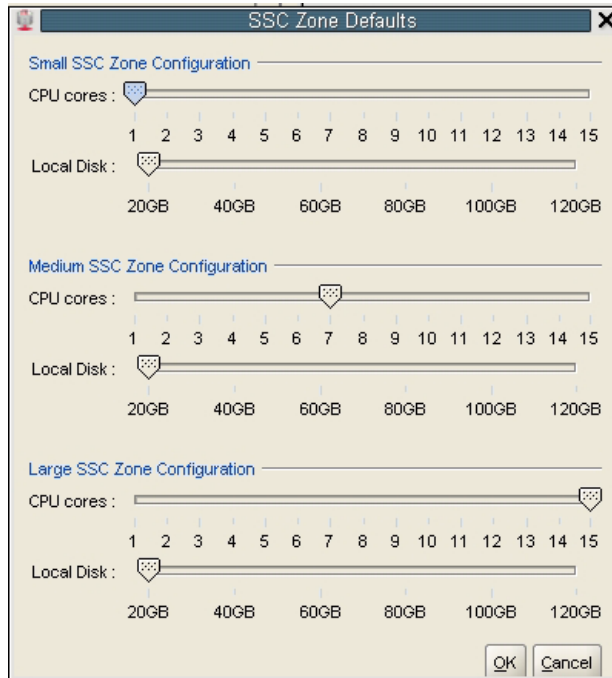 SSC Zone Defaults
Small SSC Zone Configuration
CPU cores :
1 2 3 4 5 6 7 8 9 10 11 12 13 14 15
Local Disk :
20GB 40GB 60GB 80GB 100GB 120GB
Medium SSC Zone Configuration
CPU cores :
1 2 3 4 5 6 7 8 9 10 11 12 13 14 15
Local Disk :
20GB 40GB 60GB 80GB 100GB 120GB
Large SSC Zone Configuration
CPU cores :
1 2 3 4 5 6 7 8 9 10 11 12 13 14 15
Local Disk :
20GB 40GB 60GB 80GB 100GB 120GB
OK Cancel